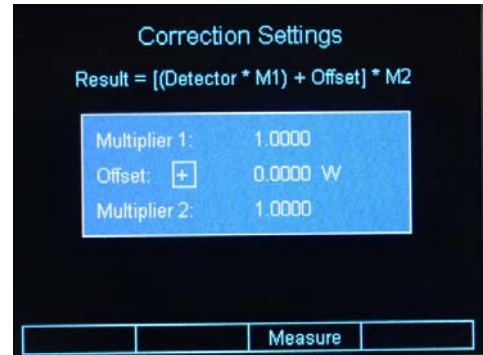 Correction Settings
Result = [(Detector * M1) + Offset] * M2
Multiplier 1: 1.0000
Offset: + 0.0000 W
Multiplier 2: 1.0000
Measure